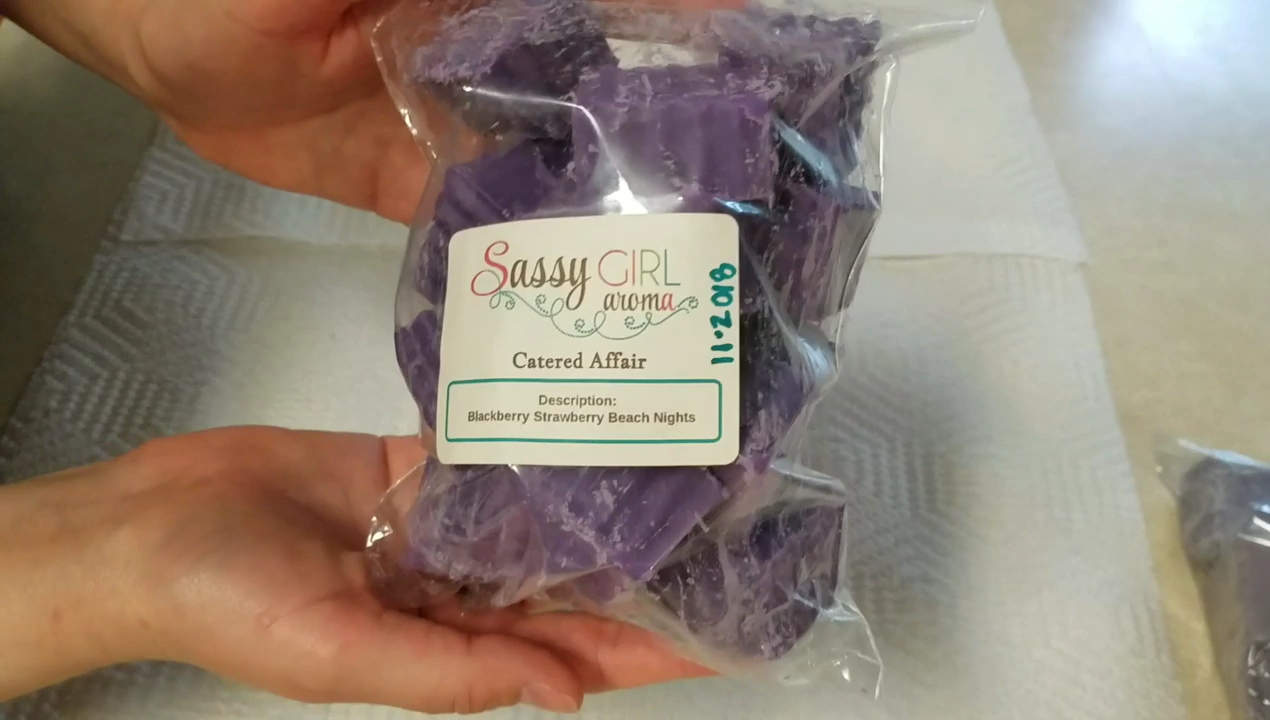 Sassy GIRL
aroma
Catered Affair
Description:
Blackberry Strawberry Beach Nights
11.2018